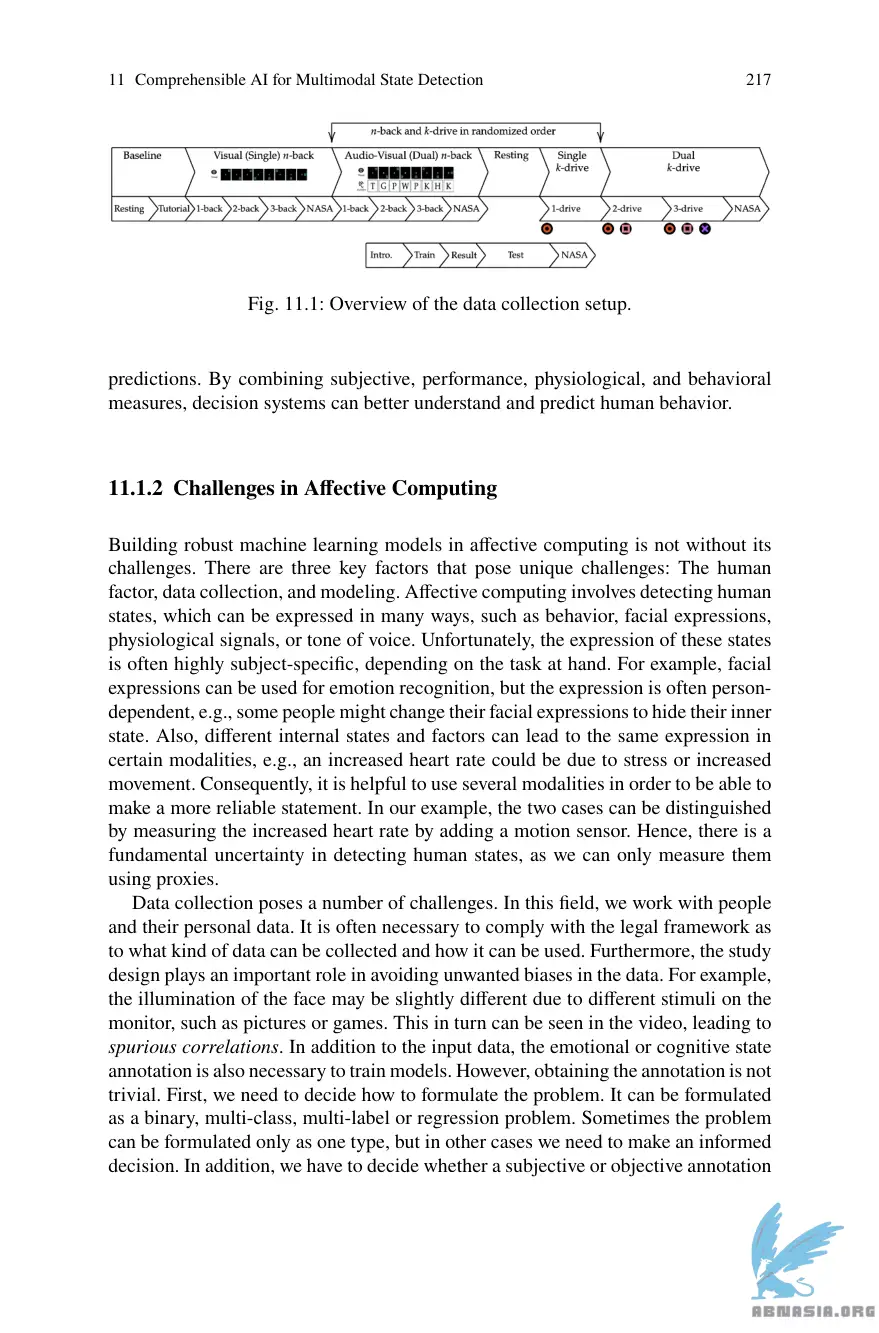 11 Comprehensible AI for Multimodal State Detection 217
n-back and k-drive in randomized order
Baseline Visual (Single) n-back Audio-Visual (Dual) n-back Resting Single k-drive Dual k-drive
T G P W P K H K
Resting Tutorial 1-back 2-back 3-back NASA 1-back 2-back 3-back NASA 1-drive 2-drive 3-drive NASA
Intro. Train Result Test NASA
Fig. 11.1: Overview of the data collection setup.
predictions. By combining subjective, performance, physiological, and behavioral
measures, decision systems can better understand and predict human behavior.
11.1.2 Challenges in Affective Computing
Building robust machine learning models in affective computing is not without its
challenges. There are three key factors that pose unique challenges: The human
factor, data collection, and modeling. Affective computing involves detecting human
states, which can be expressed in many ways, such as behavior, facial expressions,
physiological signals, or tone of voice. Unfortunately, the expression of these states
is often highly subject-specific, depending on the task at hand. For example, facial
expressions can be used for emotion recognition, but the expression is often person-
dependent, e.g., some people might change their facial expressions to hide their inner
state. Also, different internal states and factors can lead to the same expression in
certain modalities, e.g., an increased heart rate could be due to stress or increased
movement. Consequently, it is helpful to use several modalities in order to be able to
make a more reliable statement. In our example, the two cases can be distinguished
by measuring the increased heart rate by adding a motion sensor. Hence, there is a
fundamental uncertainty in detecting human states, as we can only measure them
using proxies.
Data collection poses a number of challenges. In this field, we work with people
and their personal data. It is often necessary to comply with the legal framework as
to what kind of data can be collected and how it can be used. Furthermore, the study
design plays an important role in avoiding unwanted biases in the data. For example,
the illumination of the face may be slightly different due to different stimuli on the
monitor, such as pictures or games. This in turn can be seen in the video, leading to
spurious correlations. In addition to the input data, the emotional or cognitive state
annotation is also necessary to train models. However, obtaining the annotation is not
trivial. First, we need to decide how to formulate the problem. It can be formulated
as a binary, multi-class, multi-label or regression problem. Sometimes the problem
can be formulated only as one type, but in other cases we need to make an informed
decision. In addition, we have to decide whether a subjective or objective annotation
ABNASIA.ORG